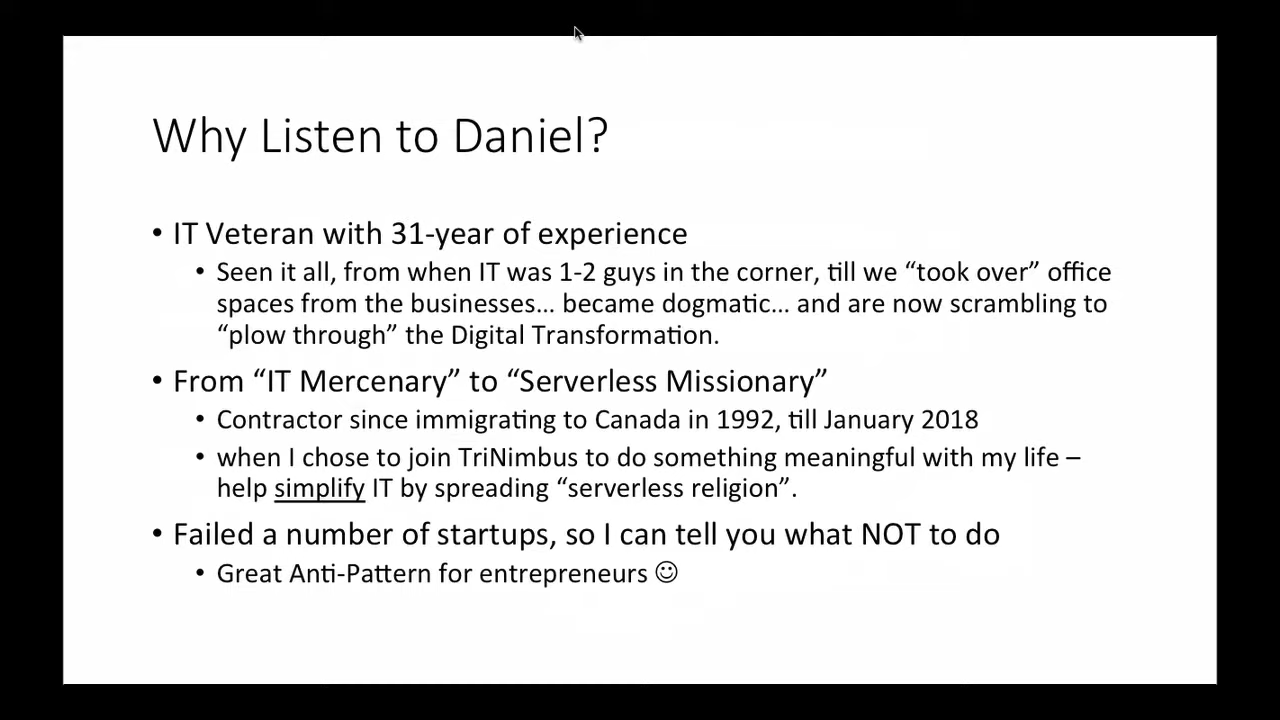 Why Listen to Daniel?
• IT Veteran with 31-year of experience
• Seen it all, from when IT was 1-2 guys in the corner, till we “took over” office
spaces from the businesses... became dogmatic... and are now scrambling to
“plow through” the Digital Transformation.
• From “IT Mercenary” to “Serverless Missionary”
• Contractor since immigrating to Canada in 1992, till January 2018
• when I chose to join TriNimbus to do something meaningful with my life –
help simplify IT by spreading “serverless religion”.
• Failed a number of startups, so I can tell you what NOT to do
• Great Anti-Pattern for entrepreneurs ☺